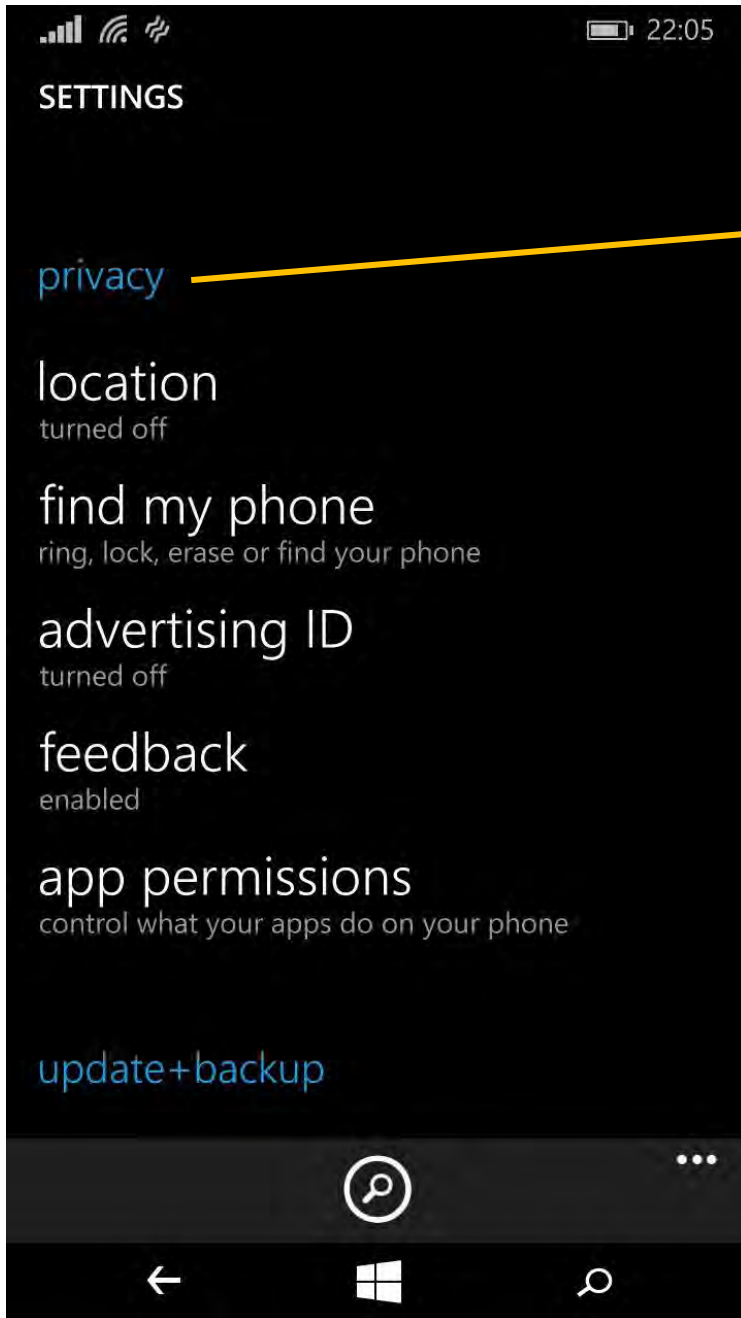 22:05
SETTINGS
privacy
location
turned off
find my phone
ring, lock, erase or find your phone
advertising ID
turned off
feedback
enabled
app permissions
control what your apps do on your phone
update+backup